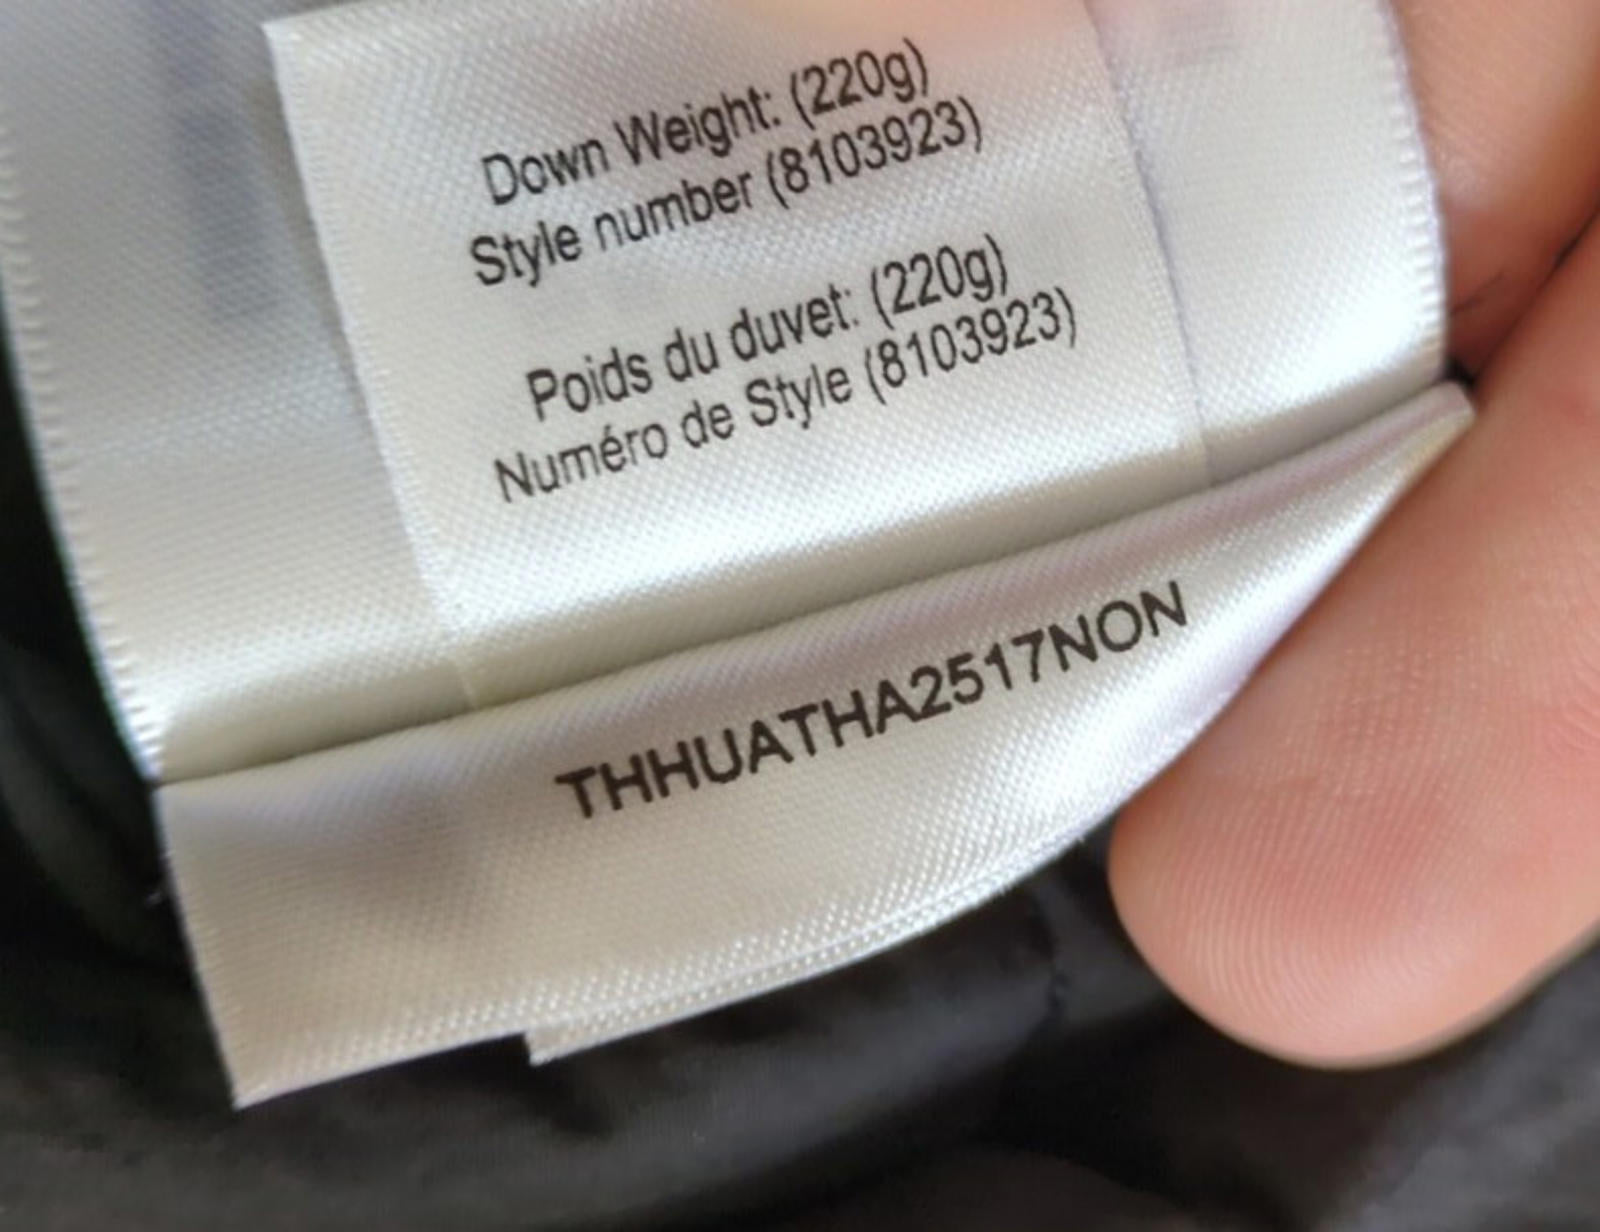 Down Weight: (220g)
Style number (8103923)
Poids du duvet: (220g)
Numéro de Style (8103923)
THHUATHA2517NON